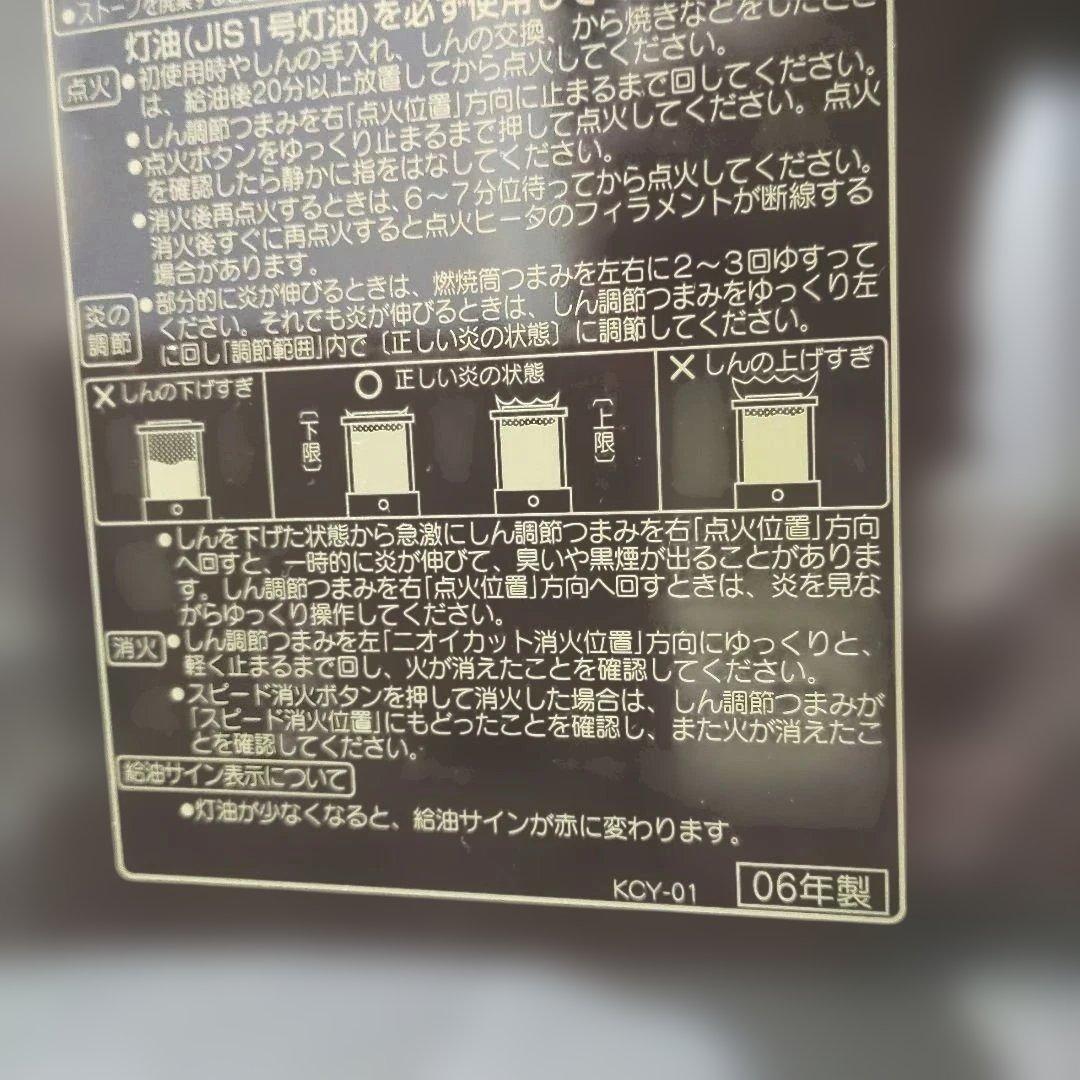 ●ストーブを廃棄する
灯油(JIS1号灯油)を必ず使用し
点火
●初使用時やしんの手入れ、しんの交換、から焼きなどをしたとき
は、給油後20分以上放置してから点火してください。
●しん調節つまみを右「点火位置」方向に止まるまで回してください。
●点火ボタンをゆっくり止まるまで押して点火してください。点火
を確認したら静かに指をはなしてください。
●消火後再点火するときは、6〜7分位待ってから点火してください。
消火後すぐに再点火すると点火ヒータのフィラメントが断線する
場合があります。
炎の
調節
●部分的に炎が伸びるときは、燃焼筒つまみを左右に2〜3回ゆすって
ください。それでも炎が伸びるときは、しん調節つまみをゆっくり左
に回し「調節範囲」内で〔正しい炎の状態〕に調節してください。
×しんの下げすぎ
○ 正しい炎の状態
×しんの上げすぎ
〔下限〕
〔上限〕
●しんを下げた状態から急激にしん調節つまみを右「点火位置」方向
へ回すと、一時的に炎が伸びて、臭いや黒煙が出ることがありま
す。しん調節つまみを右「点火位置」方向へ回すときは、炎を見な
がらゆっくり操作してください。
消火
●しん調節つまみを左「ニオイカット消火位置」方向にゆっくりと、
軽く止まるまで回し、火が消えたことを確認してください。
●スピード消火ボタンを押して消火した場合は、しん調節つまみが
「スピード消火位置」にもどったことを確認し、また火が消えたこ
とを確認してください。
給油サイン表示について
●灯油が少なくなると、給油サインが赤に変わります。
KCY-01
06年製